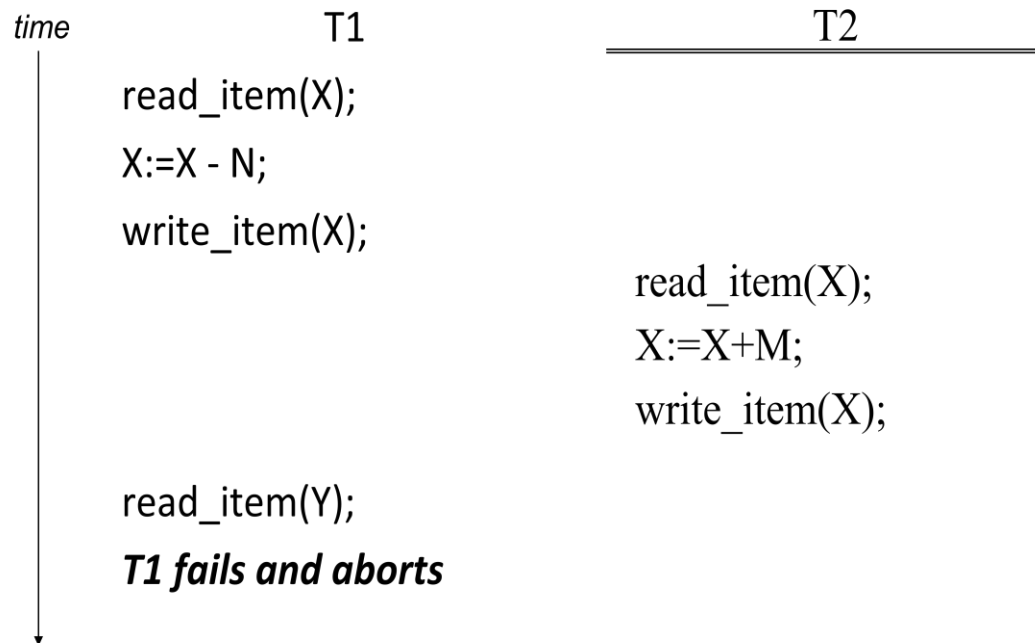 time T1 T2
read_item(X);
X:=X - N;
write_item(X);
read_item(X);
X:=X+M;
write_item(X);
read_item(Y);
T1 fails and aborts